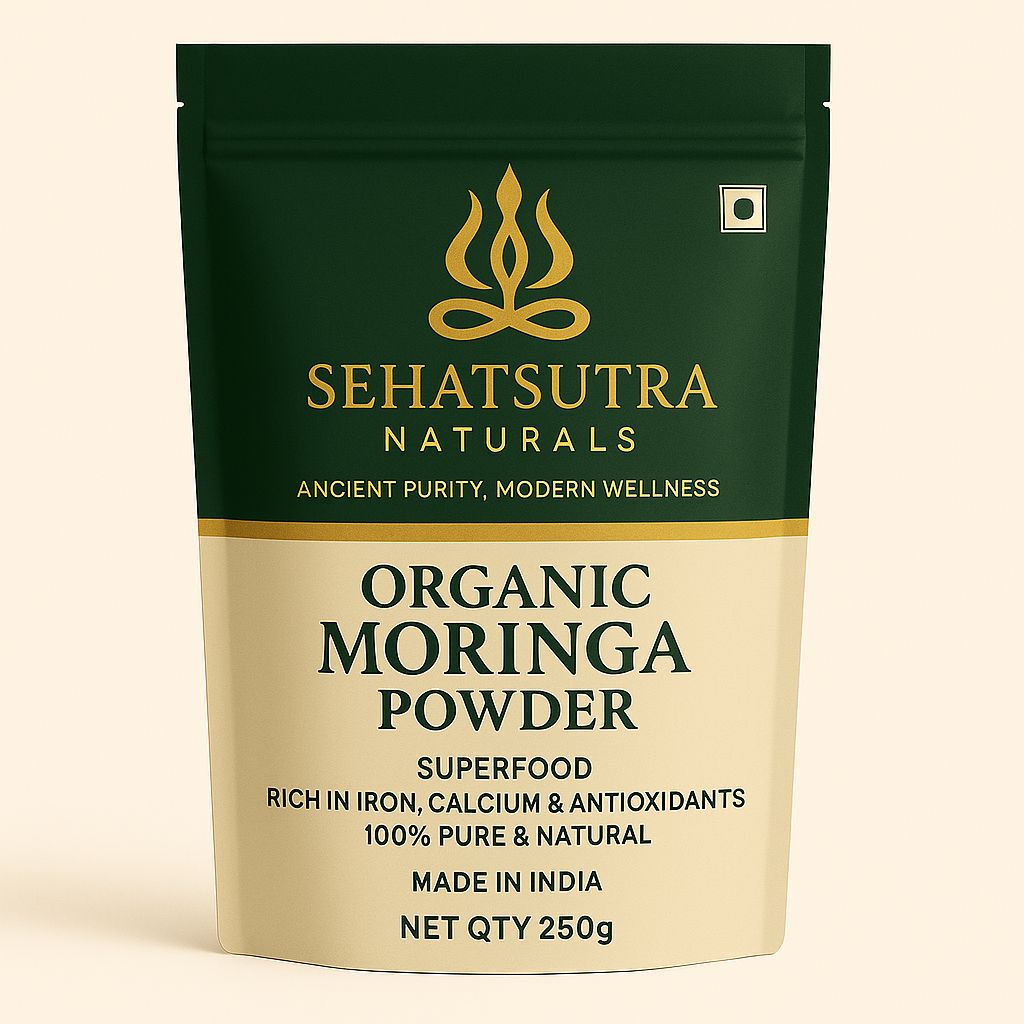 SEHATSUTRA
NATURALS
ANCIENT PURITY, MODERN WELLNESS
ORGANIC
MORINGA
POWDER
SUPERFOOD
RICH IN IRON, CALCIUM & ANTIOXIDANTS
100% PURE & NATURAL
MADE IN INDIA
NET QTY 250g